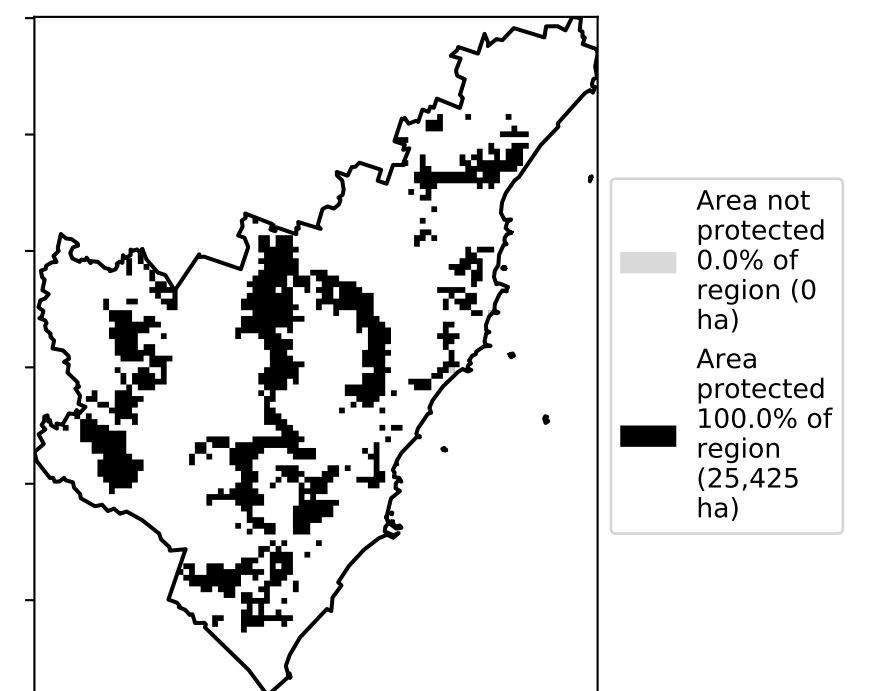 Area not
protected
0.0% of
region (0
ha)
Area
protected
100.0% of
region
(25,425
ha)